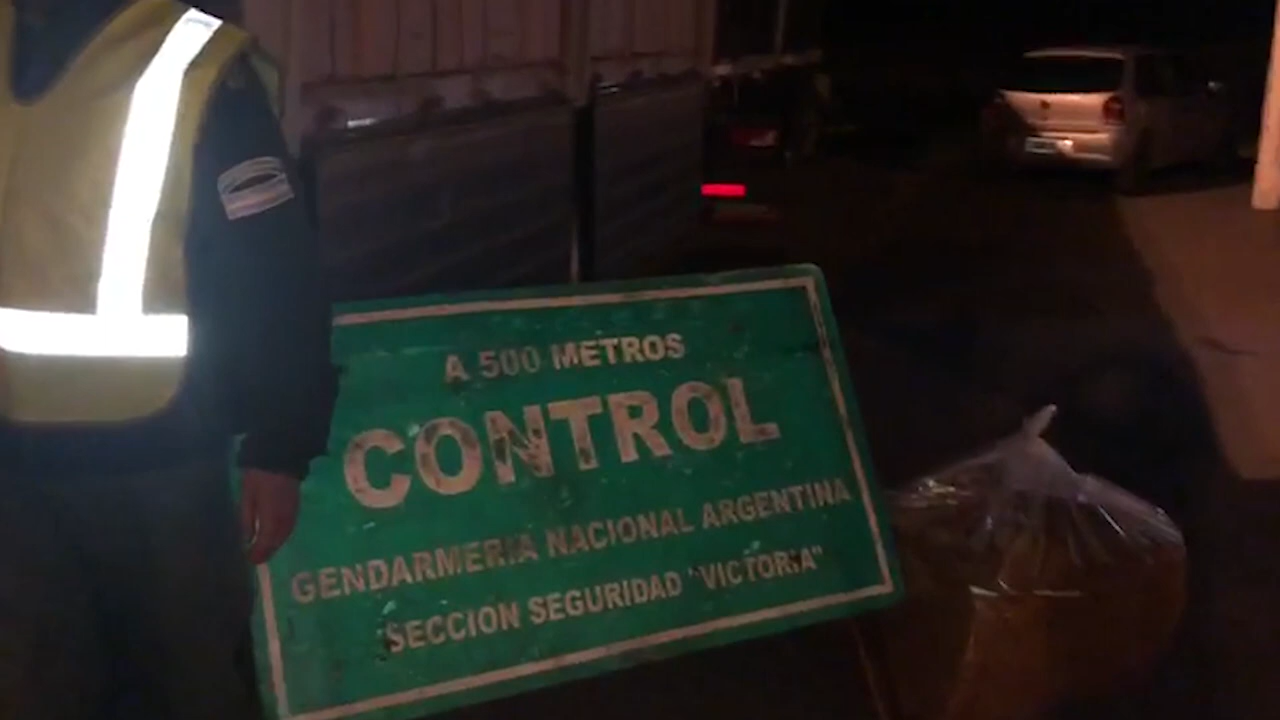 A 500 METROS
CONTROL
GENDARMERIA NACIONAL ARGENTINA
SECCION SEGURIDAD "VICTORIA"